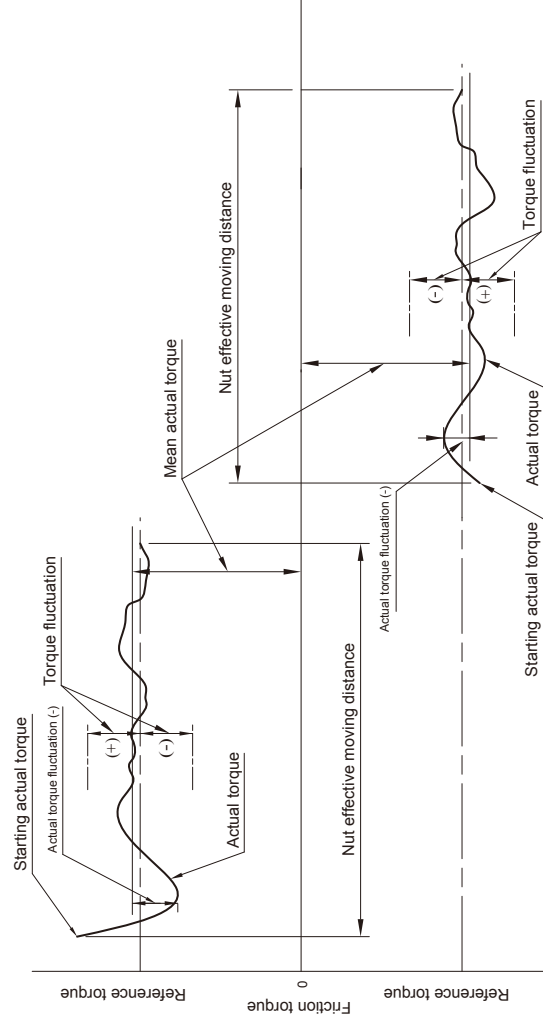 Starting actual torque
Actual torque fluctuation (-)
Torque fluctuation
(+)
(-)
Actual torque
Mean actual torque
Nut effective moving distance
Nut effective moving distance
Reference torque
0
Friction torque
Reference torque
Actual torque fluctuation (-)
(-)
(+)
Starting actual torque
Actual torque
Torque fluctuation